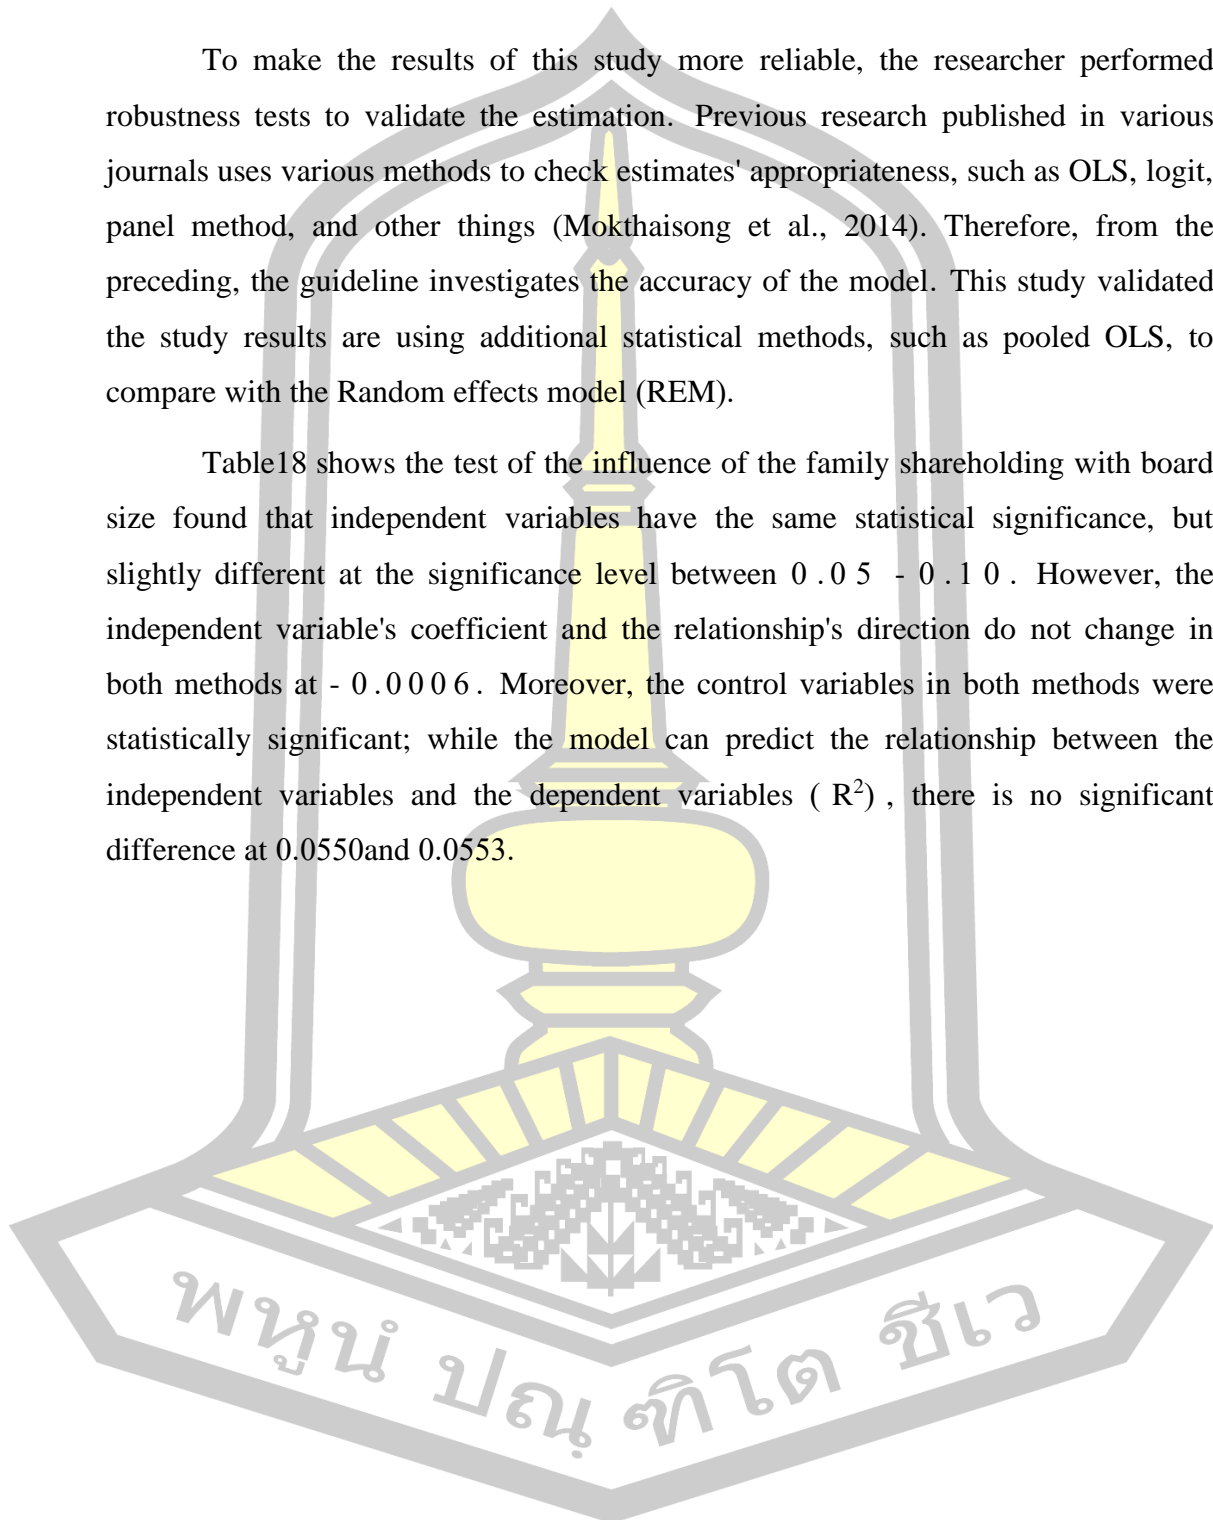 To make the results of this study more reliable, the researcher performed
robustness tests to validate the estimation. Previous research published in various
journals uses various methods to check estimates' appropriateness, such as OLS, logit,
panel method, and other things (Mokthaisong et al., 2014). Therefore, from the
preceding, the guideline investigates the accuracy of the model. This study validated
the study results are using additional statistical methods, such as pooled OLS, to
compare with the Random effects model (REM).
Table18 shows the test of the influence of the family shareholding with board
size found that independent variables have the same statistical significance, but
slightly different at the significance level between 0.05 - 0.10. However, the
independent variable's coefficient and the relationship's direction do not change in
both methods at - 0.0006. Moreover, the control variables in both methods were
statistically significant; while the model can predict the relationship between the
independent variables and the dependent variables ( R²) , there is no significant
difference at 0.0550and 0.0553.
พหูนํ ปณฺฑิโต ชีเว